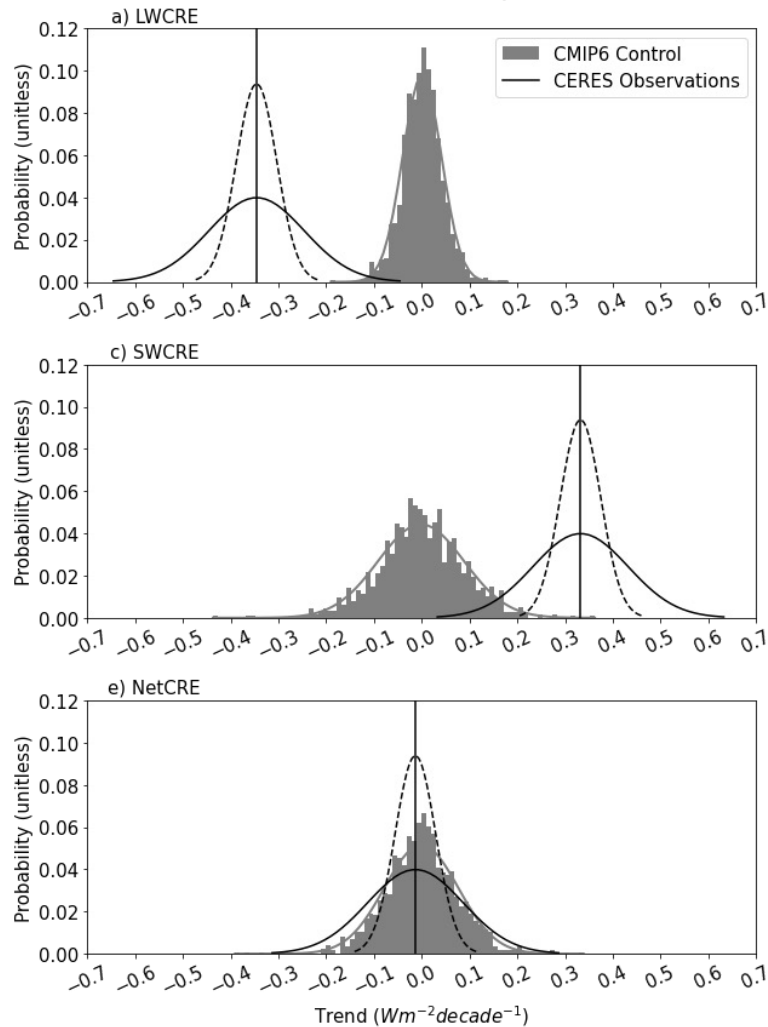 a) LWCRE
CMIP6 Control
CERES Observations
Probability (unitless)
0.12
0.10
0.08
0.06
0.04
0.02
0.00
−0.7 −0.6 −0.5 −0.4 −0.3 −0.2 −0.1 0.0 0.1 0.2 0.3 0.4 0.5 0.6 0.7
c) SWCRE
Probability (unitless)
0.12
0.10
0.08
0.06
0.04
0.02
0.00
−0.7 −0.6 −0.5 −0.4 −0.3 −0.2 −0.1 0.0 0.1 0.2 0.3 0.4 0.5 0.6 0.7
e) NetCRE
Probability (unitless)
0.12
0.10
0.08
0.06
0.04
0.02
0.00
−0.7 −0.6 −0.5 −0.4 −0.3 −0.2 −0.1 0.0 0.1 0.2 0.3 0.4 0.5 0.6 0.7
Trend (Wm⁻²decade⁻¹)